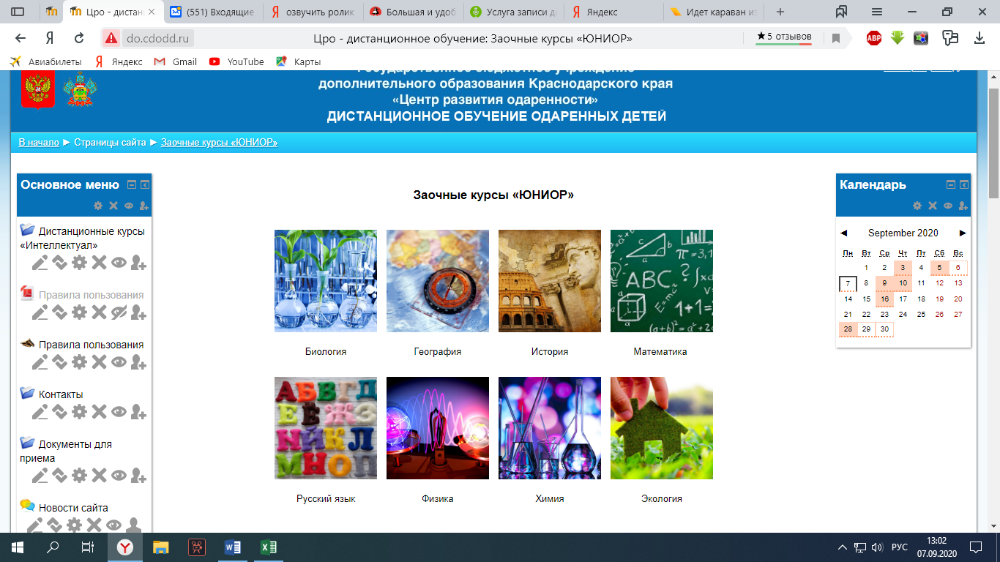 Цро - дистанц
(551) Входящие
озвучить ролик
Большая и удоб
Услуга записи ди
Яндекс
Идет караван из
do.cdodd.ru
Цро - дистанционное обучение: Заочные курсы «ЮНИОР»
★5 отзывов
ABP
Авиабилеты
Яндекс
Gmail
YouTube
Карты
Государственное бюджетное учреждение
дополнительного образования Краснодарского края
«Центр развития одаренности»
ДИСТАНЦИОННОЕ ОБУЧЕНИЕ ОДАРЕННЫХ ДЕТЕЙ
В начало ► Страницы сайта ► Заочные курсы «ЮНИОР»
Основное меню
Дистанционные курсы
«Интеллектуал»
Правила пользования
Правила пользования
Контакты
Документы для
приема
Новости сайта
Заочные курсы «ЮНИОР»
Биология
География
История
Математика
Русский язык
Физика
Химия
Экология
Календарь
◄ September 2020 ►
Пн Вт Ср Чт Пт Сб Вс
1 2 3 4 5 6
7 8 9 10 11 12 13
14 15 16 17 18 19 20
21 22 23 24 25 26 27
28 29 30
РУС
13:02
07.09.2020